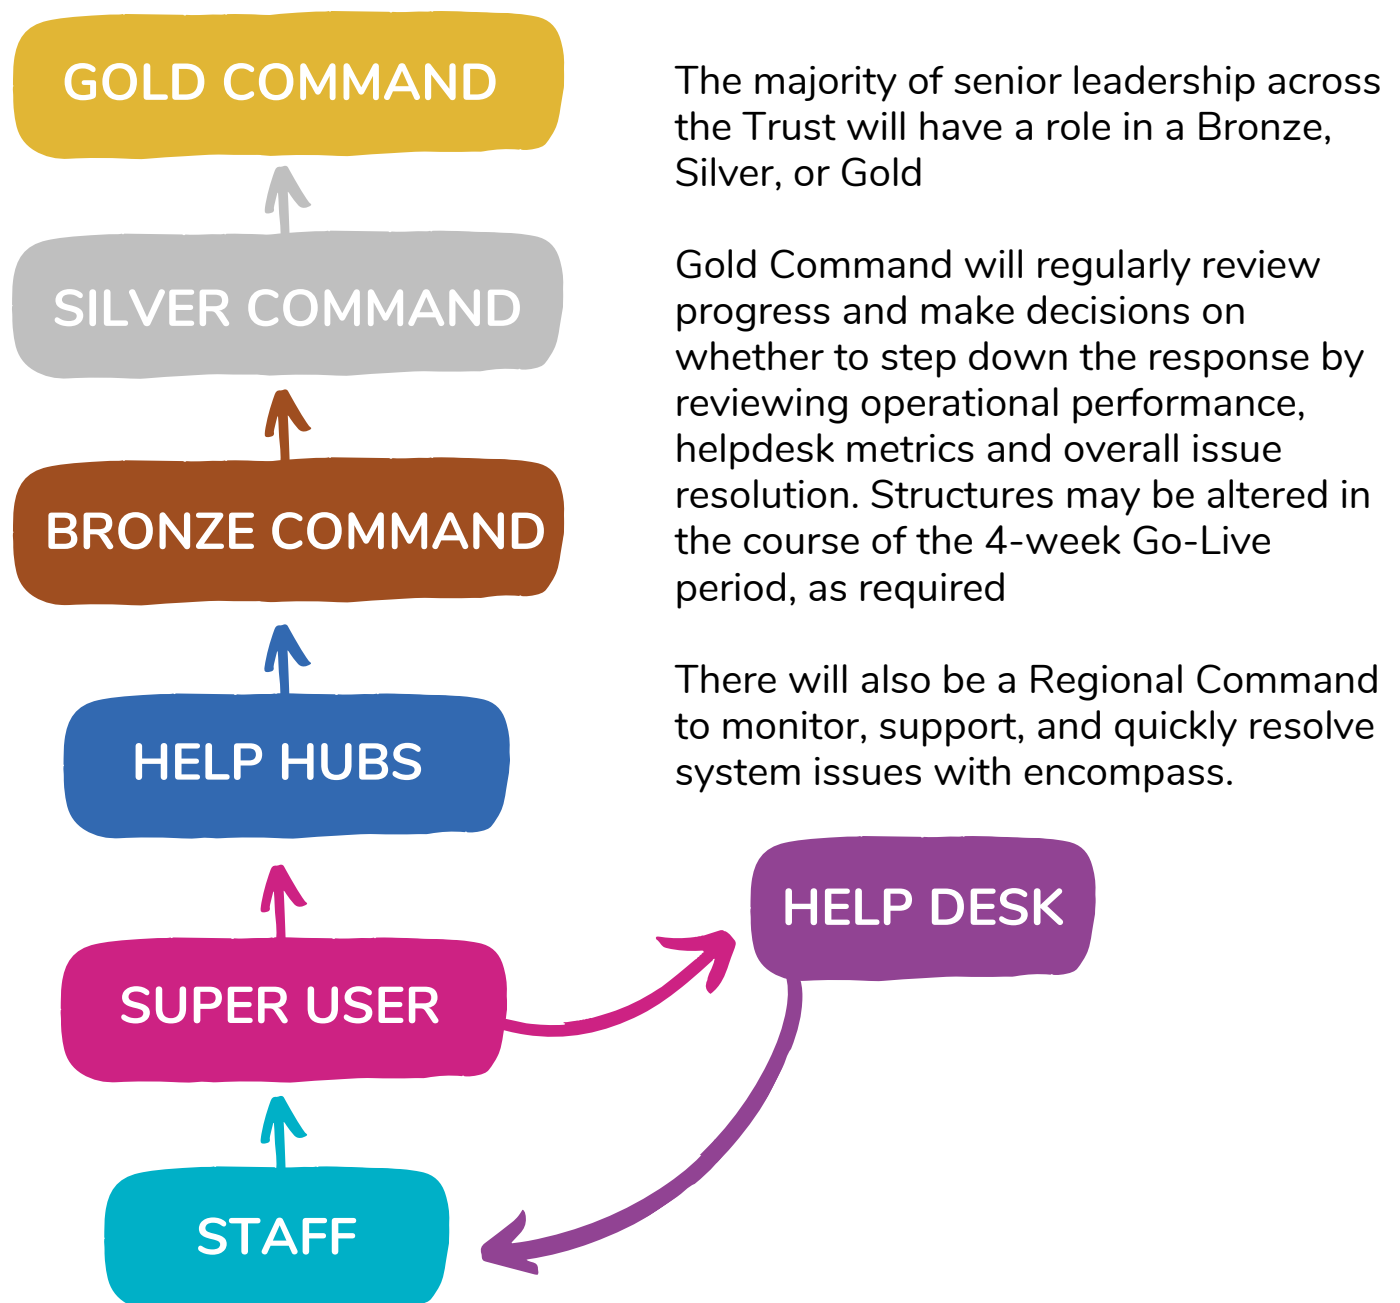 GOLD COMMAND
SILVER COMMAND
BRONZE COMMAND
HELP HUBS
SUPER USER
STAFF
The majority of senior leadership across
the Trust will have a role in a Bronze,
Silver, or Gold
Gold Command will regularly review
progress and make decisions on
whether to step down the response by
reviewing operational performance,
helpdesk metrics and overall issue
resolution. Structures may be altered in
the course of the 4-week Go-Live
period, as required
There will also be a Regional Command
to monitor, support, and quickly resolve
system issues with encompass.
HELP DESK